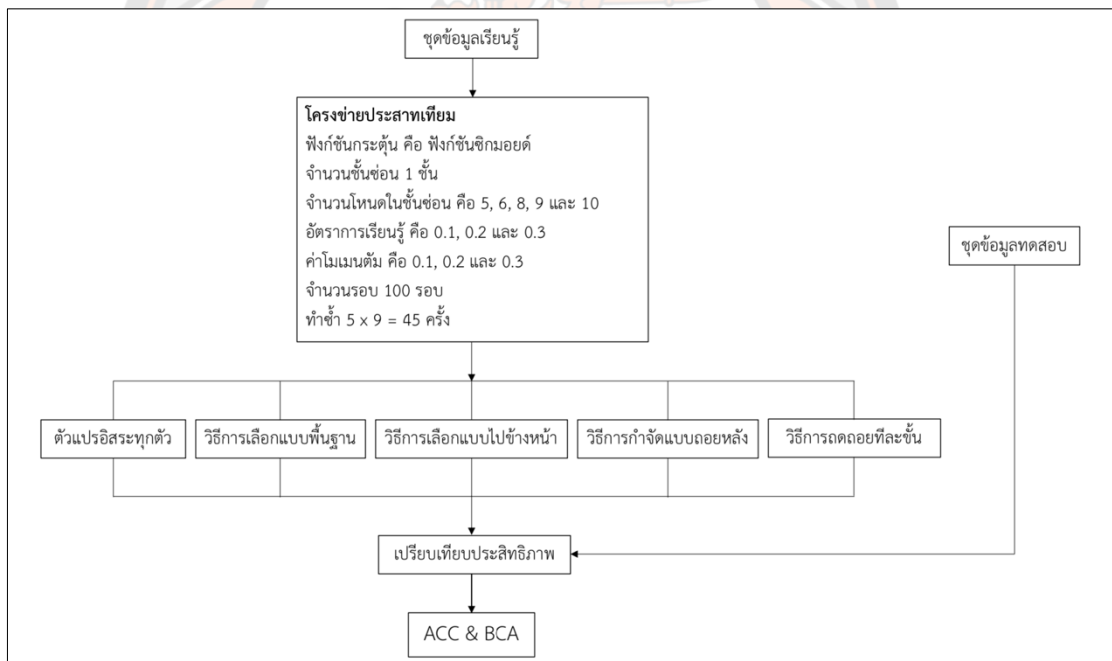 ชุดข้อมูลเรียนรู้
โครงข่ายประสาทเทียม
ฟังก์ชันกระตุ้น คือ ฟังก์ชันซิกมอยด์
จำนวนชั้นซ่อน 1 ชั้น
จำนวนโหนดในชั้นซ่อน คือ 5, 6, 8, 9 และ 10
อัตราการเรียนรู้ คือ 0.1, 0.2 และ 0.3
ค่าโมเมนตัม คือ 0.1, 0.2 และ 0.3
จำนวนรอบ 100 รอบ
ทำซ้ำ 5 x 9 = 45 ครั้ง
ชุดข้อมูลทดสอบ
ตัวแปรอิสระทุกตัว
วิธีการเลือกแบบพื้นฐาน
วิธีการเลือกแบบไปข้างหน้า
วิธีการกำจัดแบบถอยหลัง
วิธีการถดถอยทีละขั้น
เปรียบเทียบประสิทธิภาพ
ACC & BCA